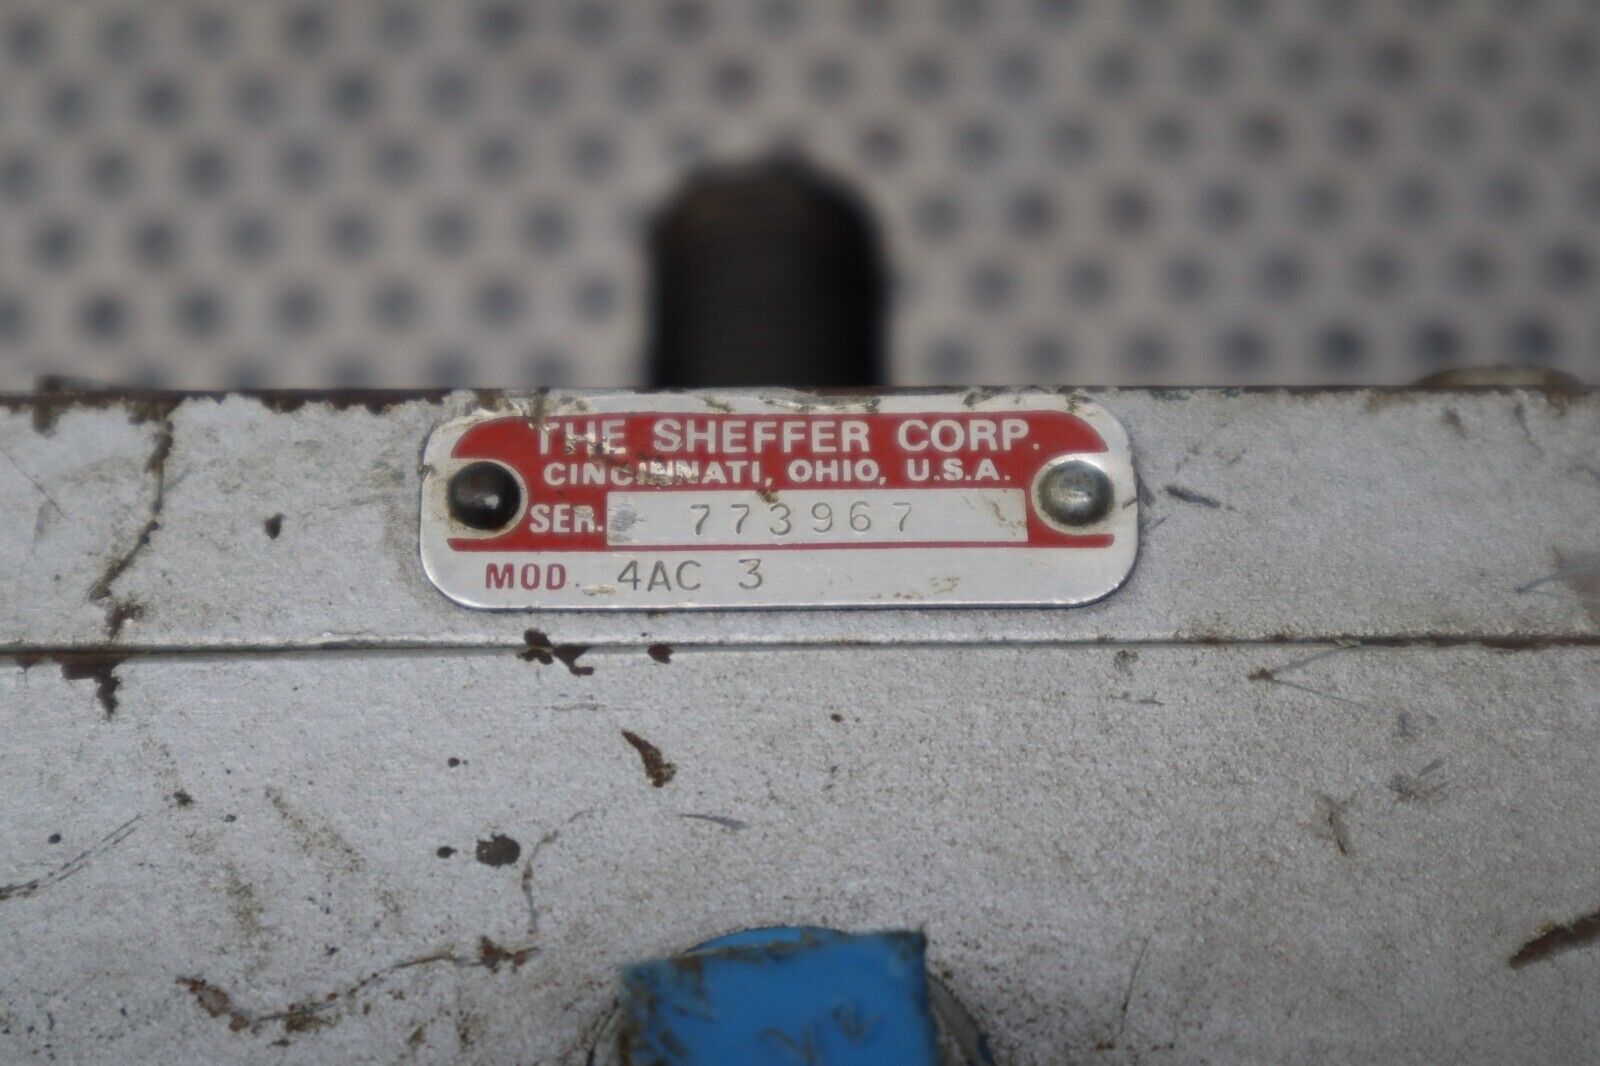 THE SHEFFER CORP.
CINCINNATI, OHIO, U.S.A.
SER. 773967
MOD. 4AC 3